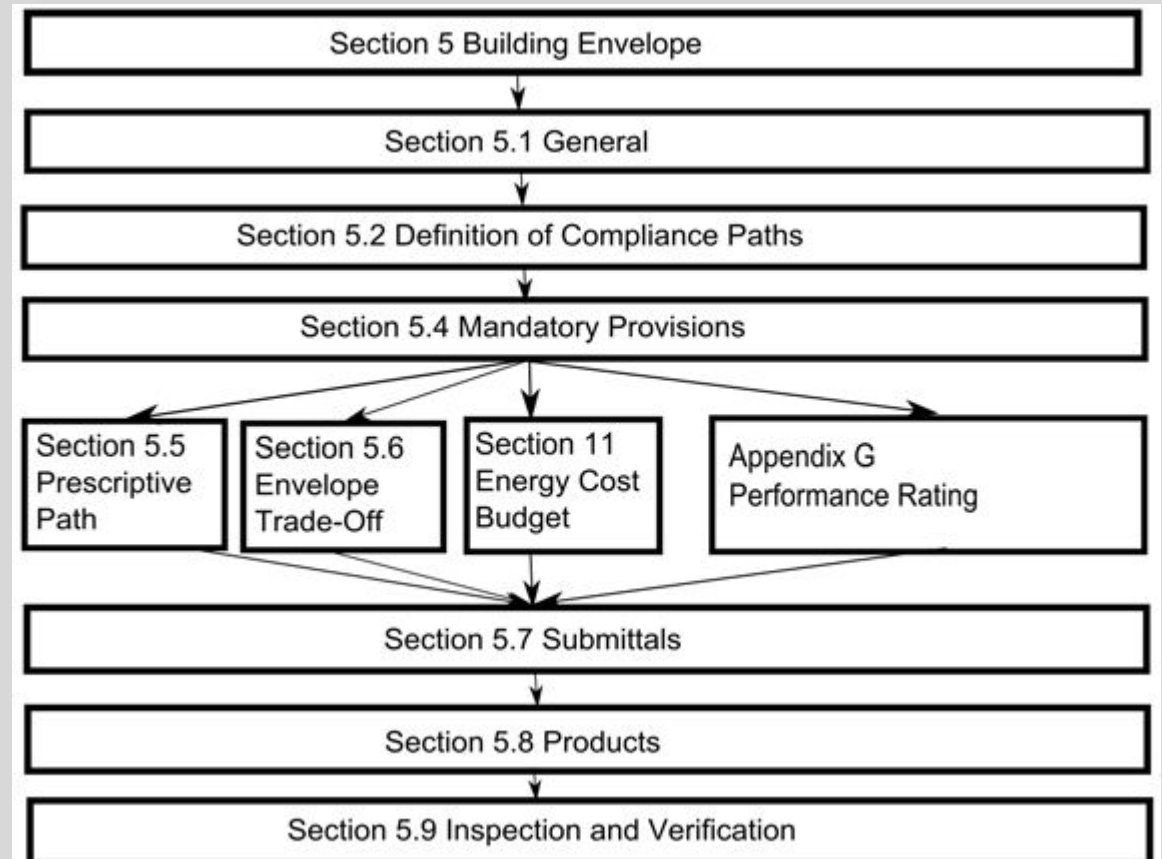 Section 5 Building Envelope
Section 5.1 General
Section 5.2 Definition of Compliance Paths
Section 5.4 Mandatory Provisions
Section 5.5
Prescriptive
Path
Section 5.6
Envelope
Trade-Off
Section 11
Energy Cost
Budget
Appendix G
Performance Rating
Section 5.7 Submittals
Section 5.8 Products
Section 5.9 Inspection and Verification